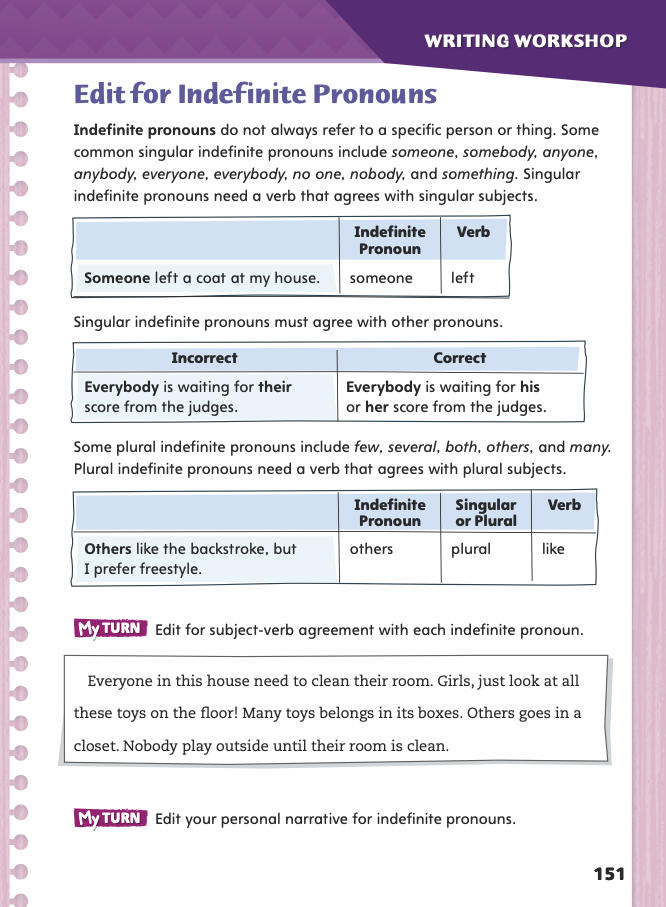 WRITING WORKSHOP
Edit for Indefinite Pronouns
Indefinite pronouns do not always refer to a specific person or thing. Some
common singular indefinite pronouns include someone, somebody, anyone,
anybody, everyone, everybody, no one, nobody, and something. Singular
indefinite pronouns need a verb that agrees with singular subjects.
Indefinite Pronoun Verb
Someone left a coat at my house. someone left
Singular indefinite pronouns must agree with other pronouns.
Incorrect Correct
Everybody is waiting for their score from the judges. Everybody is waiting for his or her score from the judges.
Some plural indefinite pronouns include few, several, both, others, and many.
Plural indefinite pronouns need a verb that agrees with plural subjects.
Indefinite Pronoun Singular or Plural Verb
Others like the backstroke, but I prefer freestyle. others plural like
My TURN Edit for subject-verb agreement with each indefinite pronoun.
Everyone in this house need to clean their room. Girls, just look at all
these toys on the floor! Many toys belongs in its boxes. Others goes in a
closet. Nobody play outside until their room is clean.
My TURN Edit your personal narrative for indefinite pronouns.
151